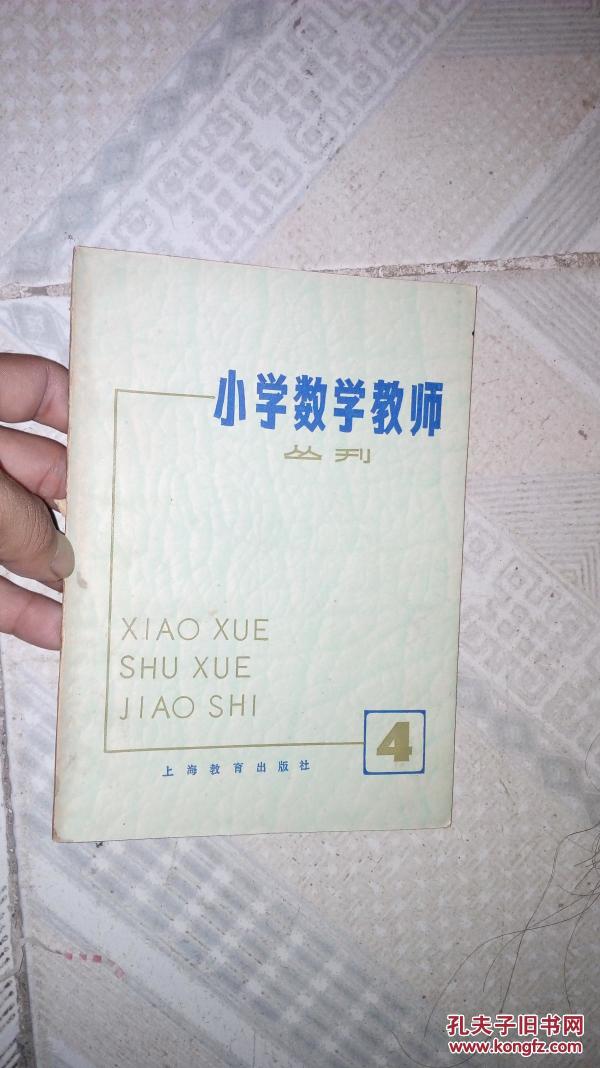 小学数学教师
丛刊
XIAO XUE
SHU XUE
JIAO SHI
4
上海教育出版社
孔夫子旧书网
www.kongfz.com